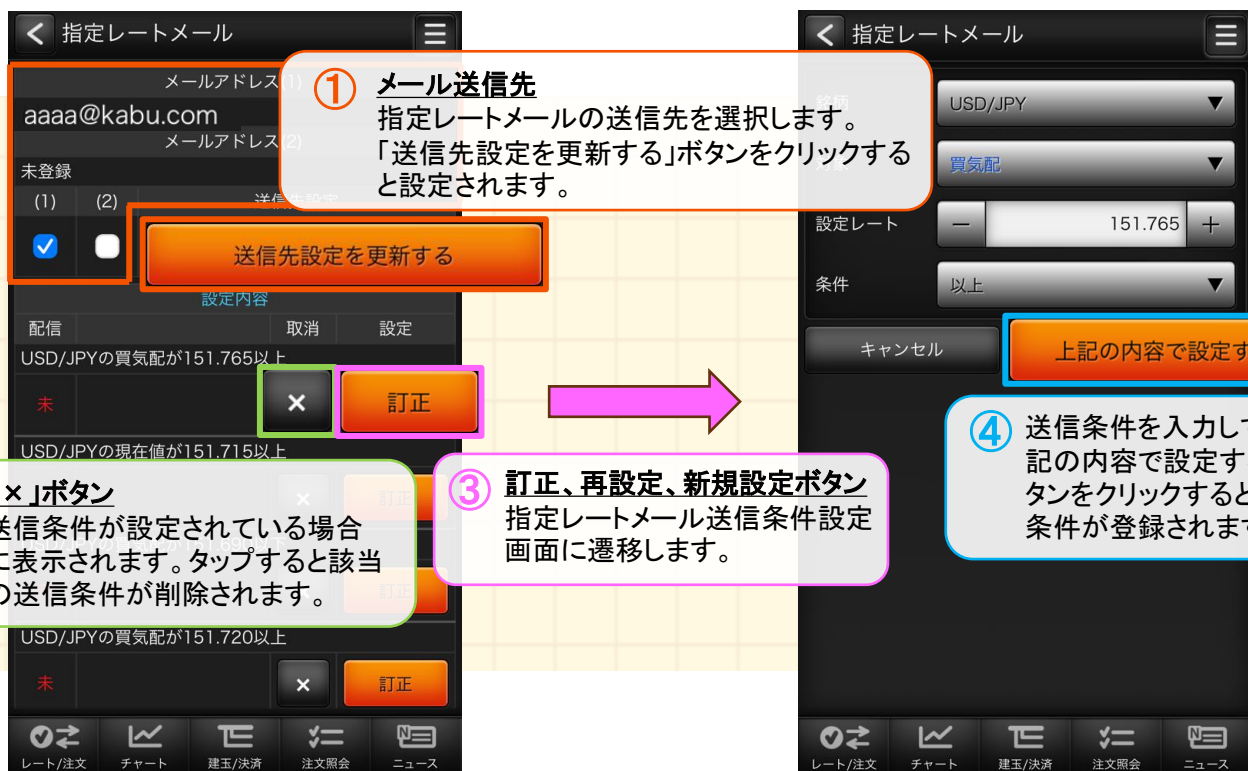 指定レートメール
メールアドレス(1)
aaaa@kabu.com
メールアドレス(2)
未登録
(1) (2) 送信先設定
送信先設定を更新する
設定内容
配信 取消 設定
USD/JPYの買気配が151.765以上
未 × 訂正
USD/JPYの現在値が151.715以上
× 訂正
訂正
USD/JPYの買気配が151.720以上
未 × 訂正
レート/注文 チャート 建玉/決済 注文照会 ニュース
① メール送信先
指定レートメールの送信先を選択します。
「送信先設定を更新する」ボタンをクリックする
と設定されます。
×」ボタン
送信条件が設定されている場合
に表示されます。タップすると該当
の送信条件が削除されます。
③ 訂正、再設定、新規設定ボタン
指定レートメール送信条件設定
画面に遷移します。
指定レートメール
銘柄 USD/JPY ▼
買気配 ▼
設定レート − 151.765 +
条件 以上 ▼
キャンセル 上記の内容で設定す
④ 送信条件を入力して
記の内容で設定す
タンをクリックすると
条件が登録されます
レート/注文 チャート 建玉/決済 注文照会 ニュース